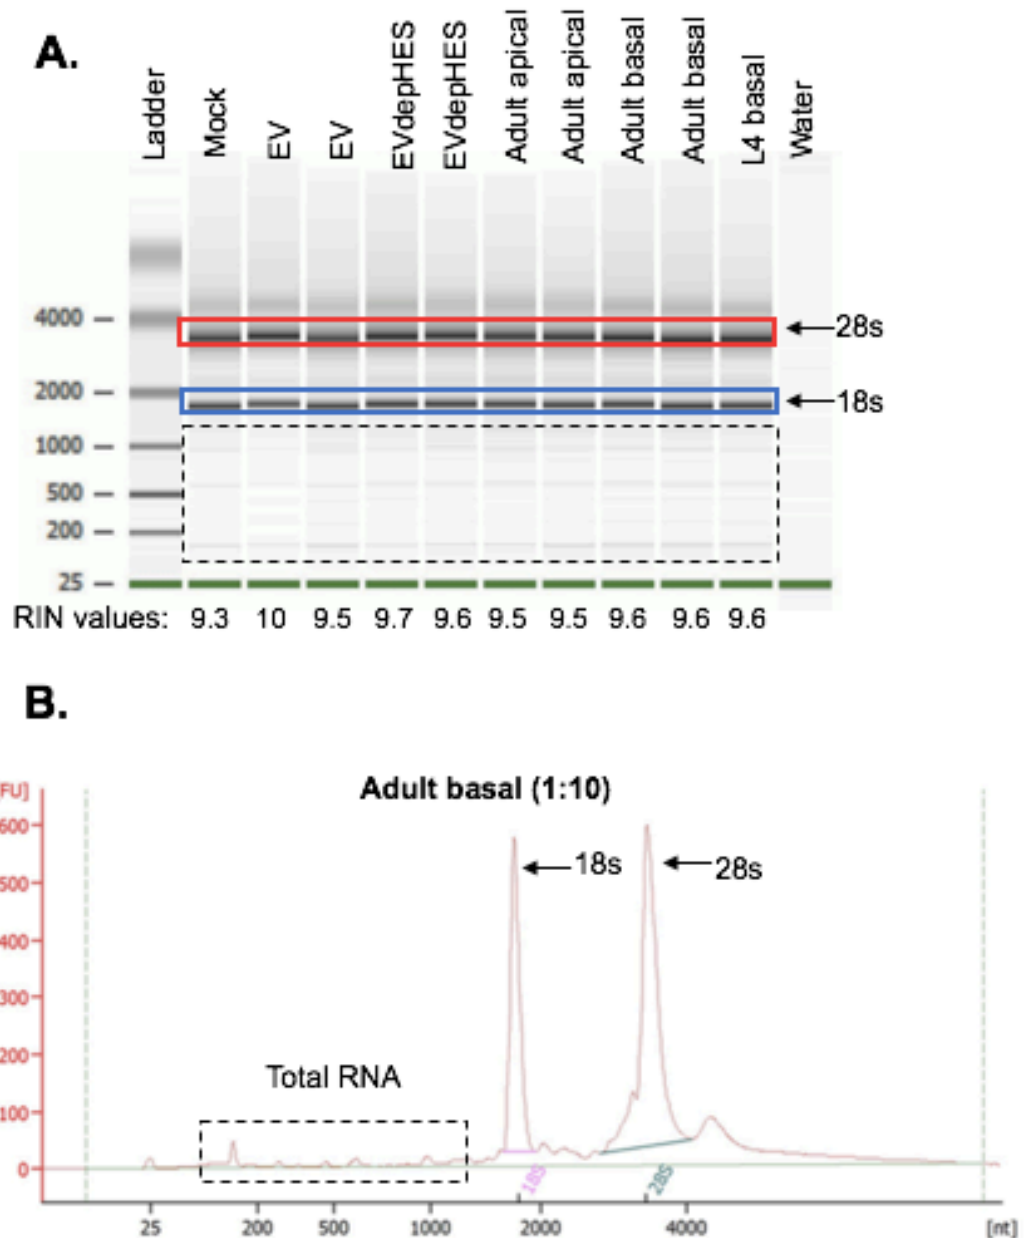 A.
Ladder
Mock
EV
EV
EVdepHES
EVdepHES
Adult apical
Adult apical
Adult basal
Adult basal
L4 basal
Water
4000
28s
2000
18s
1000
500
200
25
RIN values: 9.3 10 9.5 9.7 9.6 9.5 9.5 9.6 9.6 9.6
B.
Adult basal (1:10)
FU]
600
18s
28s
500
400
300
200
Total RNA
100
0
18S
28S
25 200 500 1000 2000 4000 [nt]